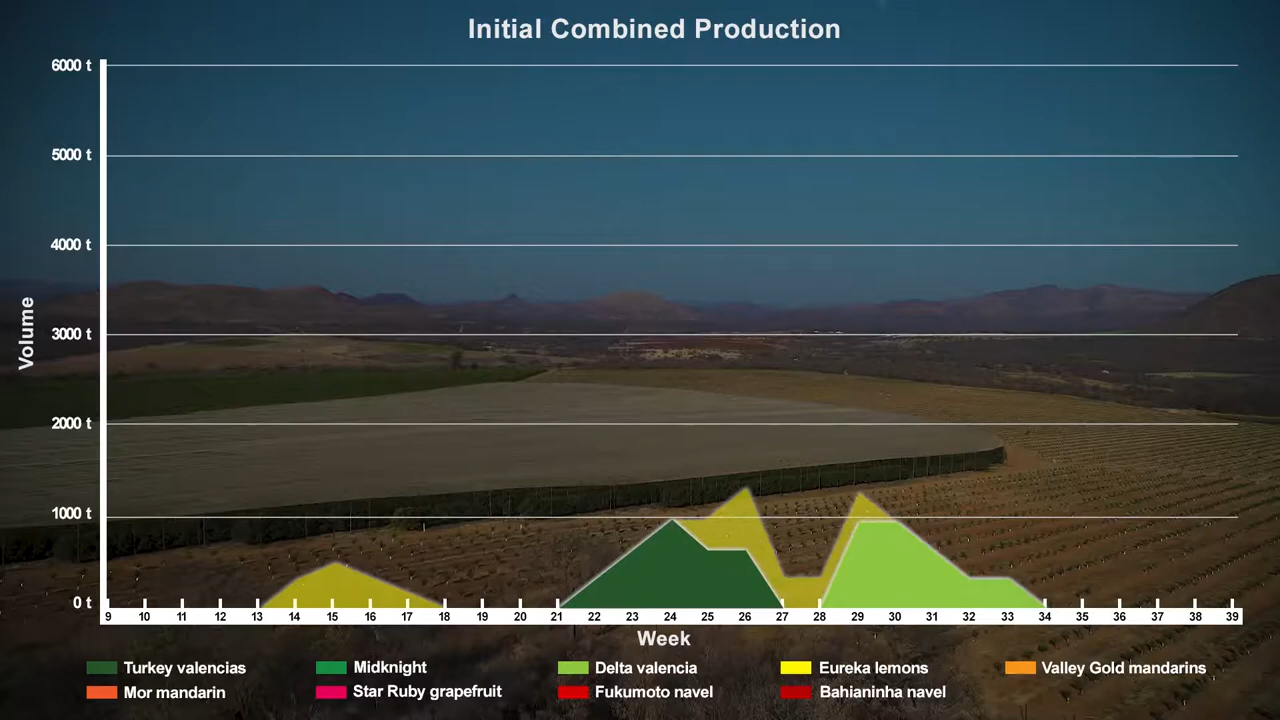 Initial Combined Production
6000 t
5000 t
4000 t
3000 t
2000 t
1000 t
0 t
Volume
9 10 11 12 13 14 15 16 17 18 19 20 21 22 23 24 25 26 27 28 29 30 31 32 33 34 35 36 37 38 39
Week
Turkey valencias Midknight Delta valencia Eureka lemons Valley Gold mandarins
Mor mandarin Star Ruby grapefruit Fukumoto navel Bahianinha navel